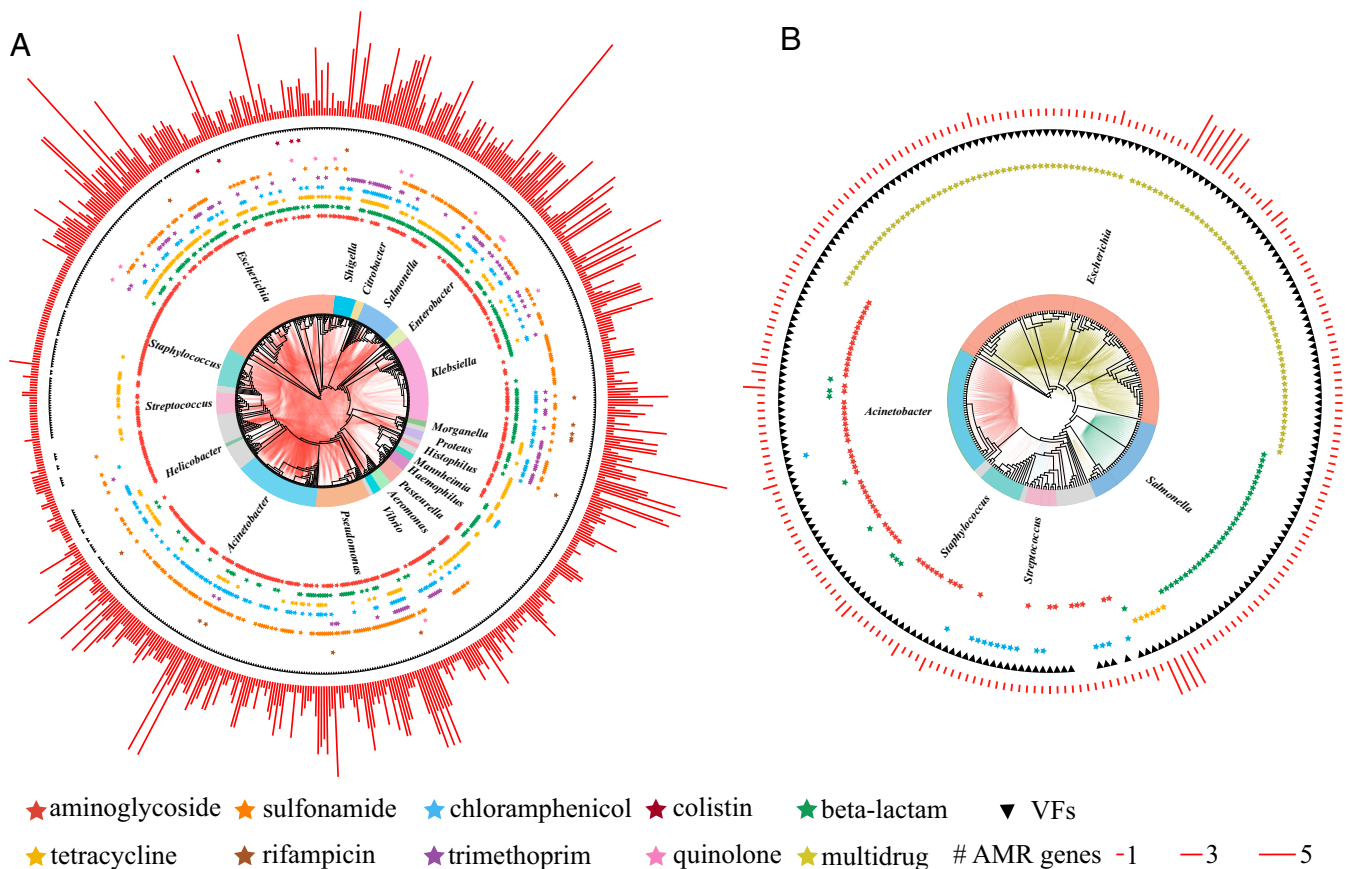 A
B
Escherichia
Shigella
Citrobacter
Salmonella
Enterobacter
Klebsiella
Morganella
Proteus
Histophilus
Mannheimia
Haemophilus
Pasteurella
Aeromonas
Vibrio
Pseudomonas
Acinetobacter
Helicobacter
Streptococcus
Staphylococcus
Escherichia
Salmonella
Streptococcus
Staphylococcus
Acinetobacter
aminoglycoside sulfonamide chloramphenicol colistin beta-lactam VFs
tetracycline rifampicin trimethoprim quinolone multidrug # AMR genes 1 3 5